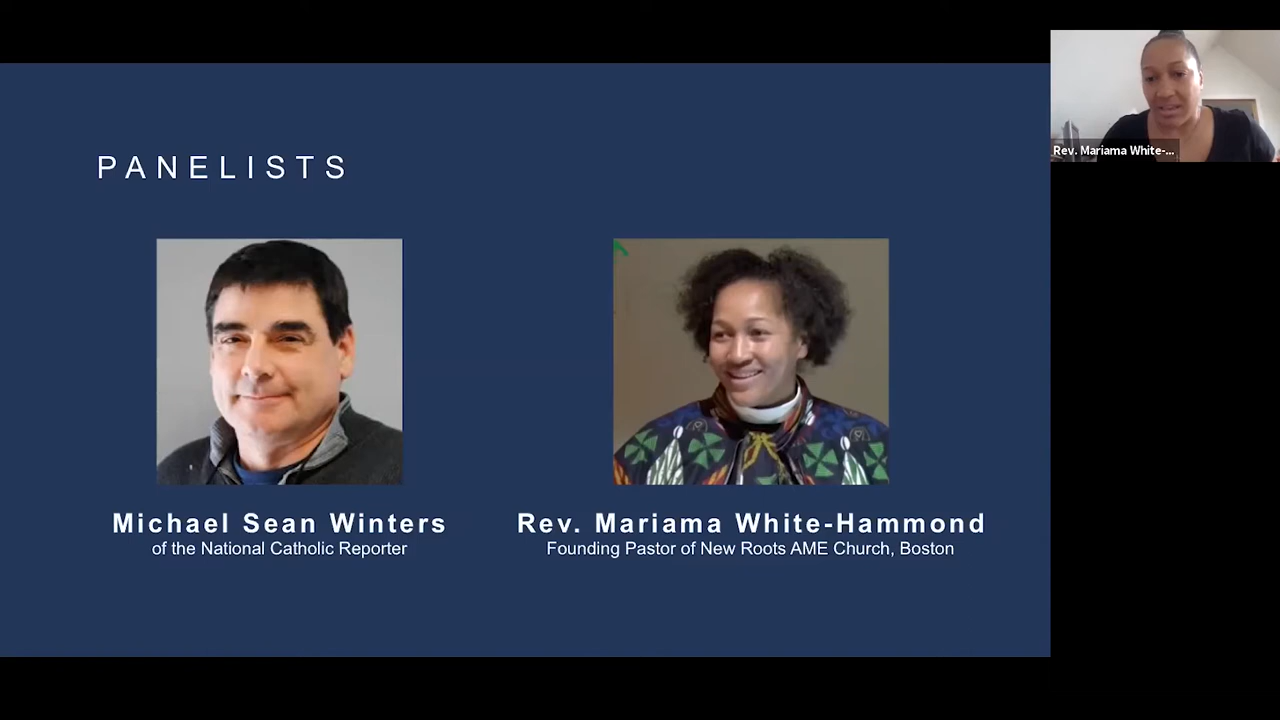 PANELISTS
Michael Sean Winters
of the National Catholic Reporter
Rev. Mariama White-Hammond
Founding Pastor of New Roots AME Church, Boston
Rev. Mariama White-...